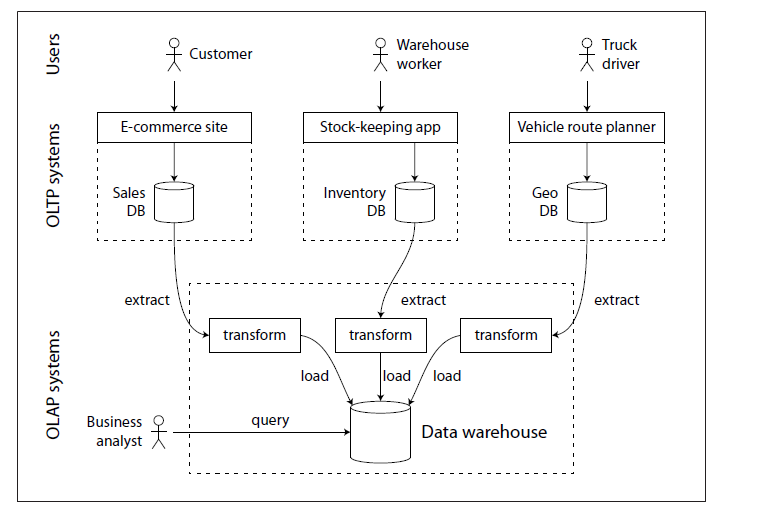 Users
Customer
Warehouse
worker
Truck
driver
OLTP systems
E-commerce site
Stock-keeping app
Vehicle route planner
Sales
DB
Inventory
DB
Geo
DB
extract
extract
extract
OLAP systems
transform
transform
transform
load
load
load
Business
analyst
query
Data warehouse